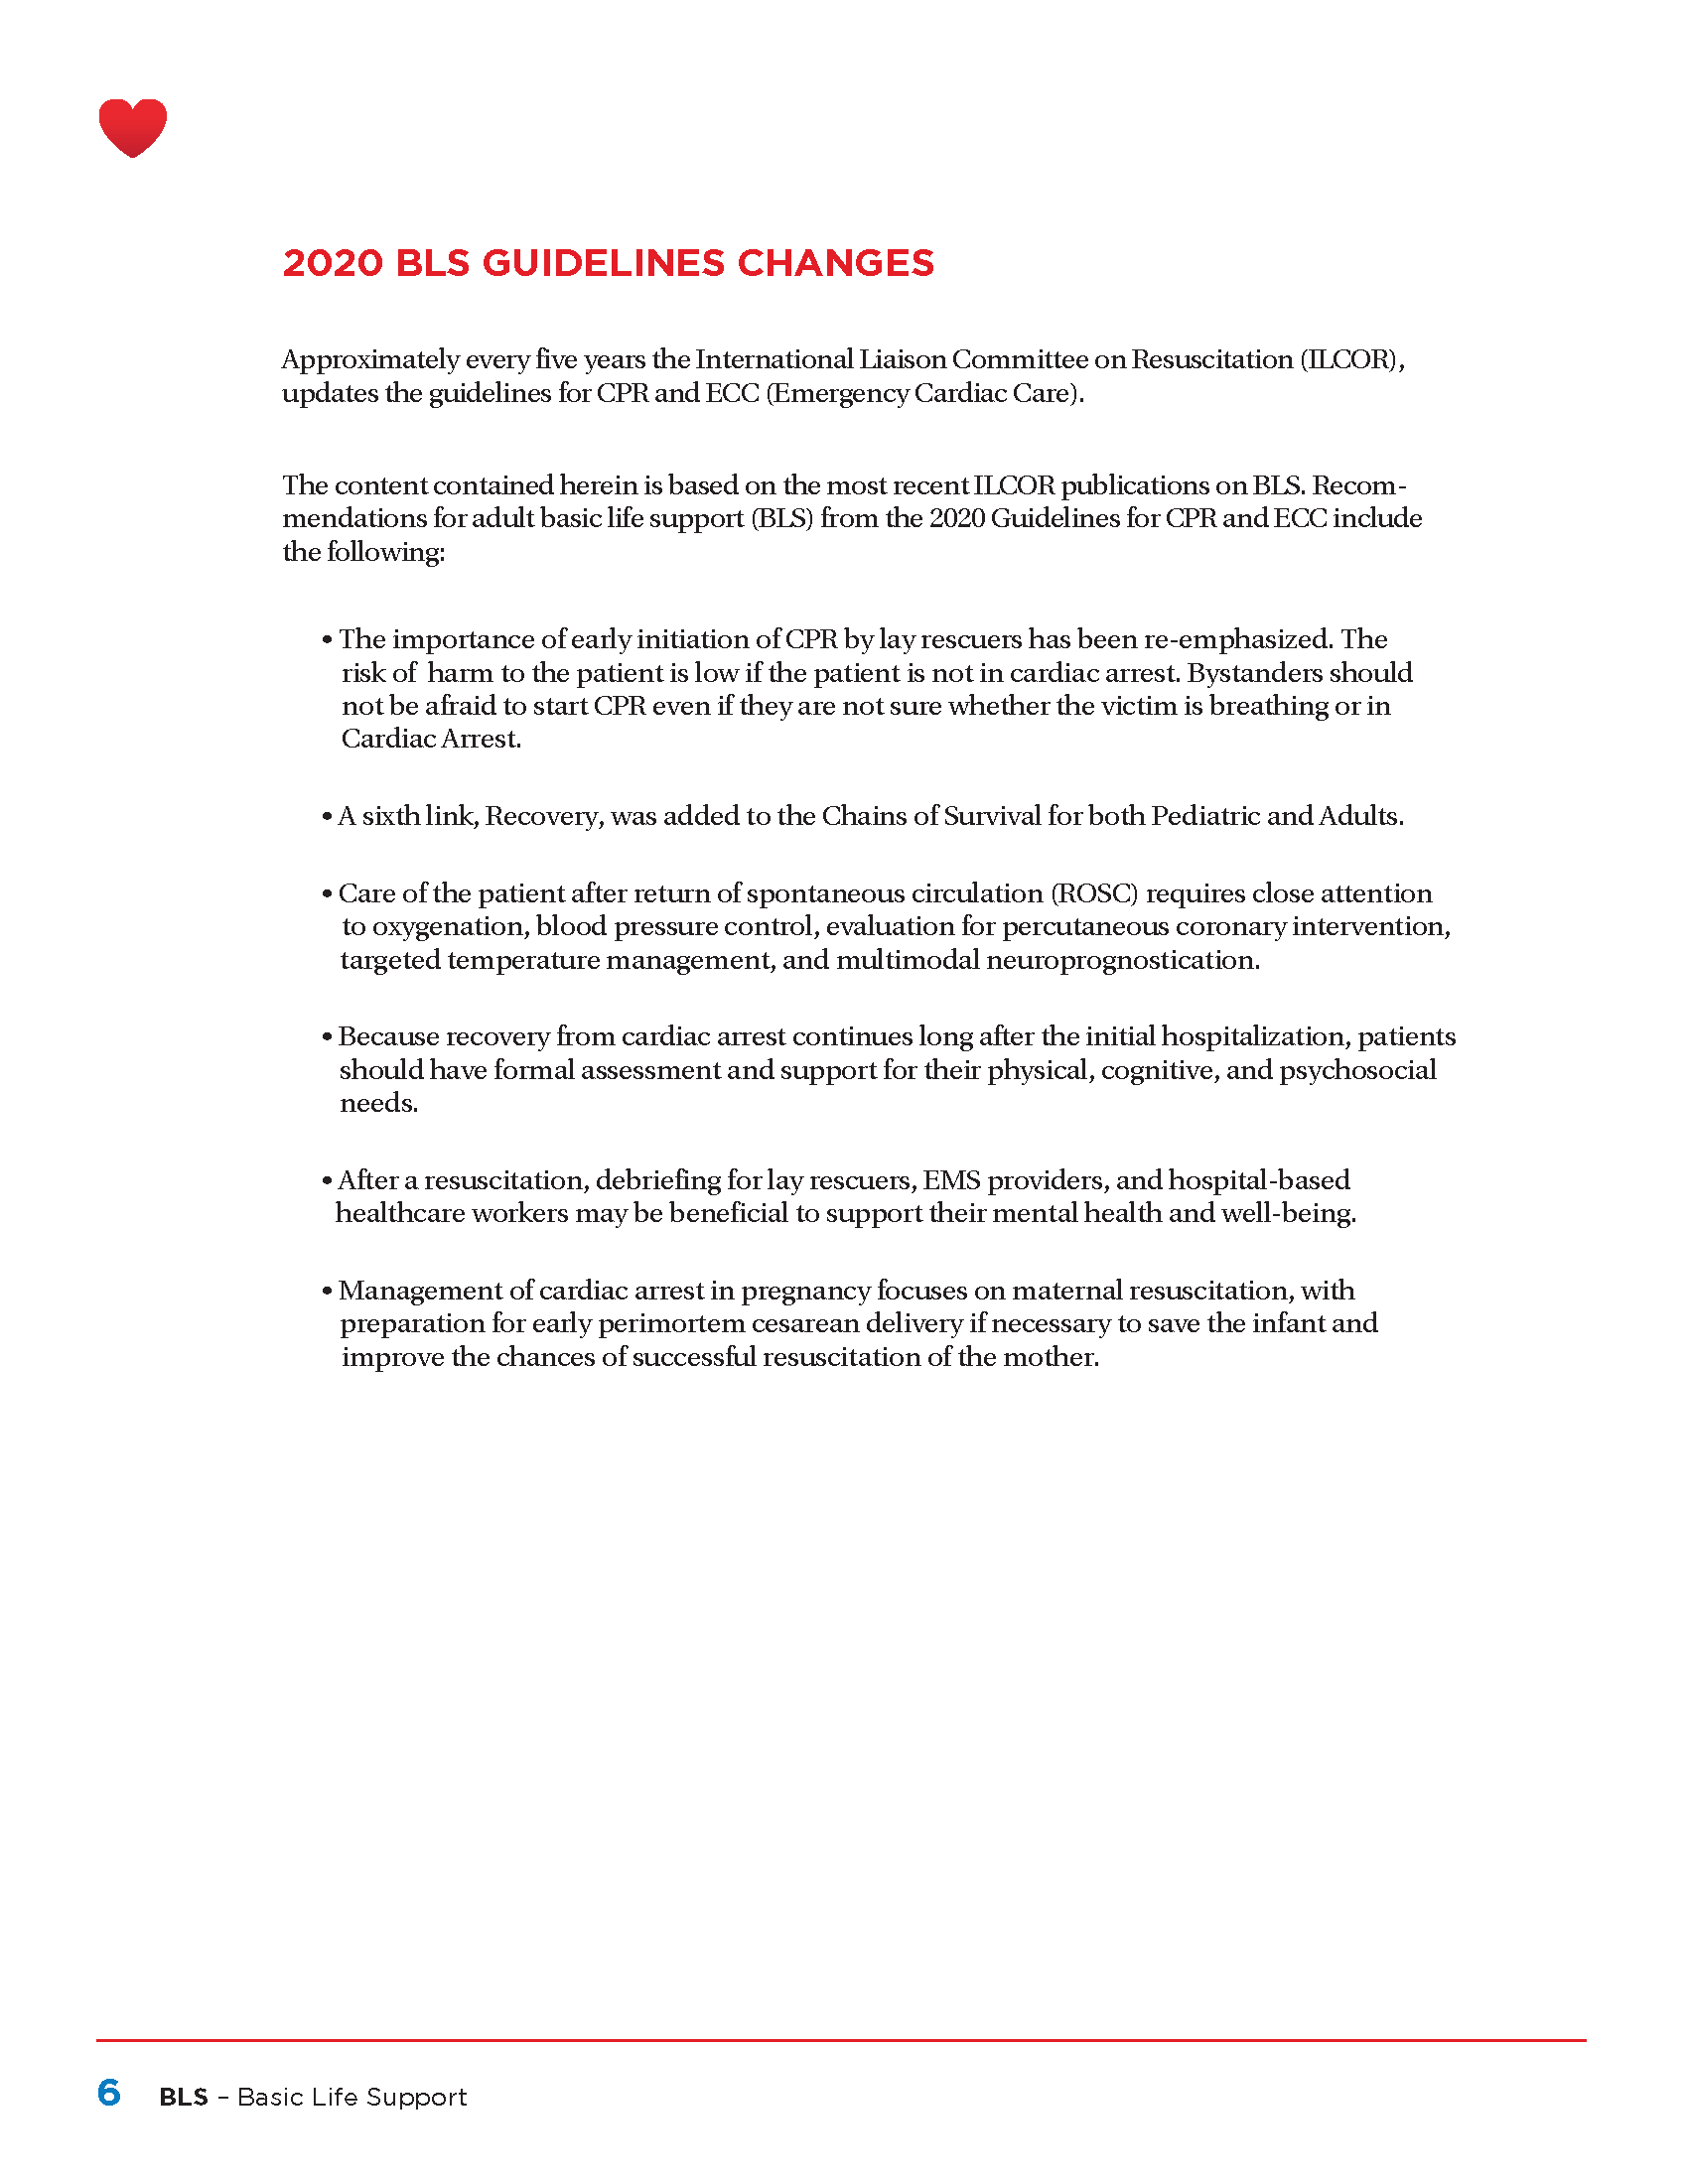 2020 BLS GUIDELINES CHANGES
Approximately every five years the International Liaison Committee on Resuscitation (ILCOR),
updates the guidelines for CPR and ECC (Emergency Cardiac Care).
The content contained herein is based on the most recent ILCOR publications on BLS. Recom-
mendations for adult basic life support (BLS) from the 2020 Guidelines for CPR and ECC include
the following:
• The importance of early initiation of CPR by lay rescuers has been re-emphasized. The
risk of  harm to the patient is low if the patient is not in cardiac arrest. Bystanders should
not be afraid to start CPR even if they are not sure whether the victim is breathing or in
Cardiac Arrest.
• A sixth link, Recovery, was added to the Chains of Survival for both Pediatric and Adults.
• Care of the patient after return of spontaneous circulation (ROSC) requires close attention
to oxygenation, blood pressure control, evaluation for percutaneous coronary intervention,
targeted temperature management, and multimodal neuroprognostication.
• Because recovery from cardiac arrest continues long after the initial hospitalization, patients
should have formal assessment and support for their physical, cognitive, and psychosocial
needs.
• After a resuscitation, debriefing for lay rescuers, EMS providers, and hospital-based
healthcare workers may be beneficial to support their mental health and well-being.
• Management of cardiac arrest in pregnancy focuses on maternal resuscitation, with
preparation for early perimortem cesarean delivery if necessary to save the infant and
improve the chances of successful resuscitation of the mother.
6 BLS – Basic Life Support